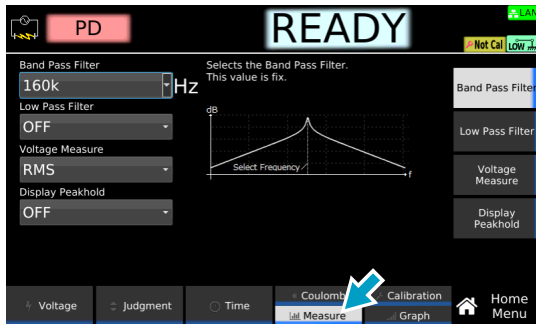 PD
READY
LAN
Not Cal
LOW
Band Pass Filter
160k
Hz
Low Pass Filter
OFF
Voltage Measure
RMS
Display Peakhold
OFF
Selects the Band Pass Filter.
This value is fix.
dB
Select Frequency
f
Band Pass Filter
Low Pass Filter
Voltage
Measure
Display
Peakhold
Voltage
Judgment
Time
Coulomb
Calibration
Measure
Graph
Home
Menu